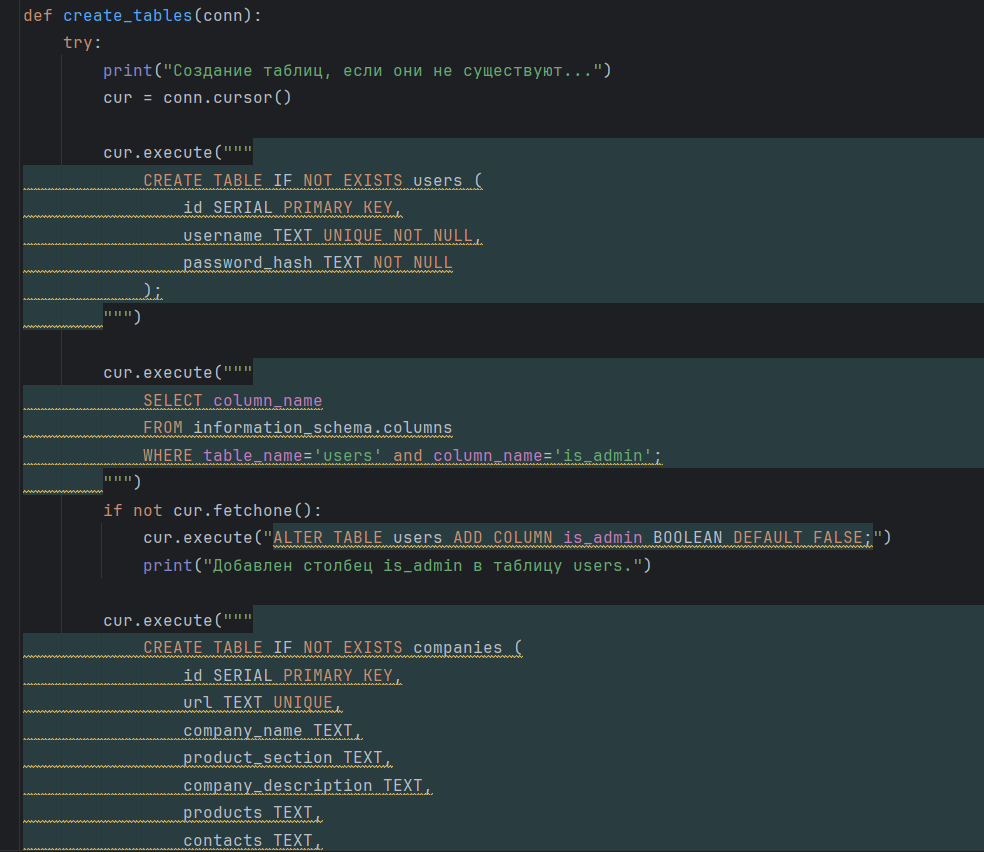 def create_tables(conn):
    try:
        print("Создание таблиц, если они не существуют...")
        cur = conn.cursor()

        cur.execute("""
            CREATE TABLE IF NOT EXISTS users (
                id SERIAL PRIMARY KEY,
                username TEXT UNIQUE NOT NULL,
                password_hash TEXT NOT NULL
            );
        """)

        cur.execute("""
            SELECT column_name
            FROM information_schema.columns
            WHERE table_name='users' and column_name='is_admin';
        """)
        if not cur.fetchone():
            cur.execute("ALTER TABLE users ADD COLUMN is_admin BOOLEAN DEFAULT FALSE;")
            print("Добавлен столбец is_admin в таблицу users.")

        cur.execute("""
            CREATE TABLE IF NOT EXISTS companies (
                id SERIAL PRIMARY KEY,
                url TEXT UNIQUE,
                company_name TEXT,
                product_section TEXT,
                company_description TEXT,
                products TEXT,
                contacts TEXT,